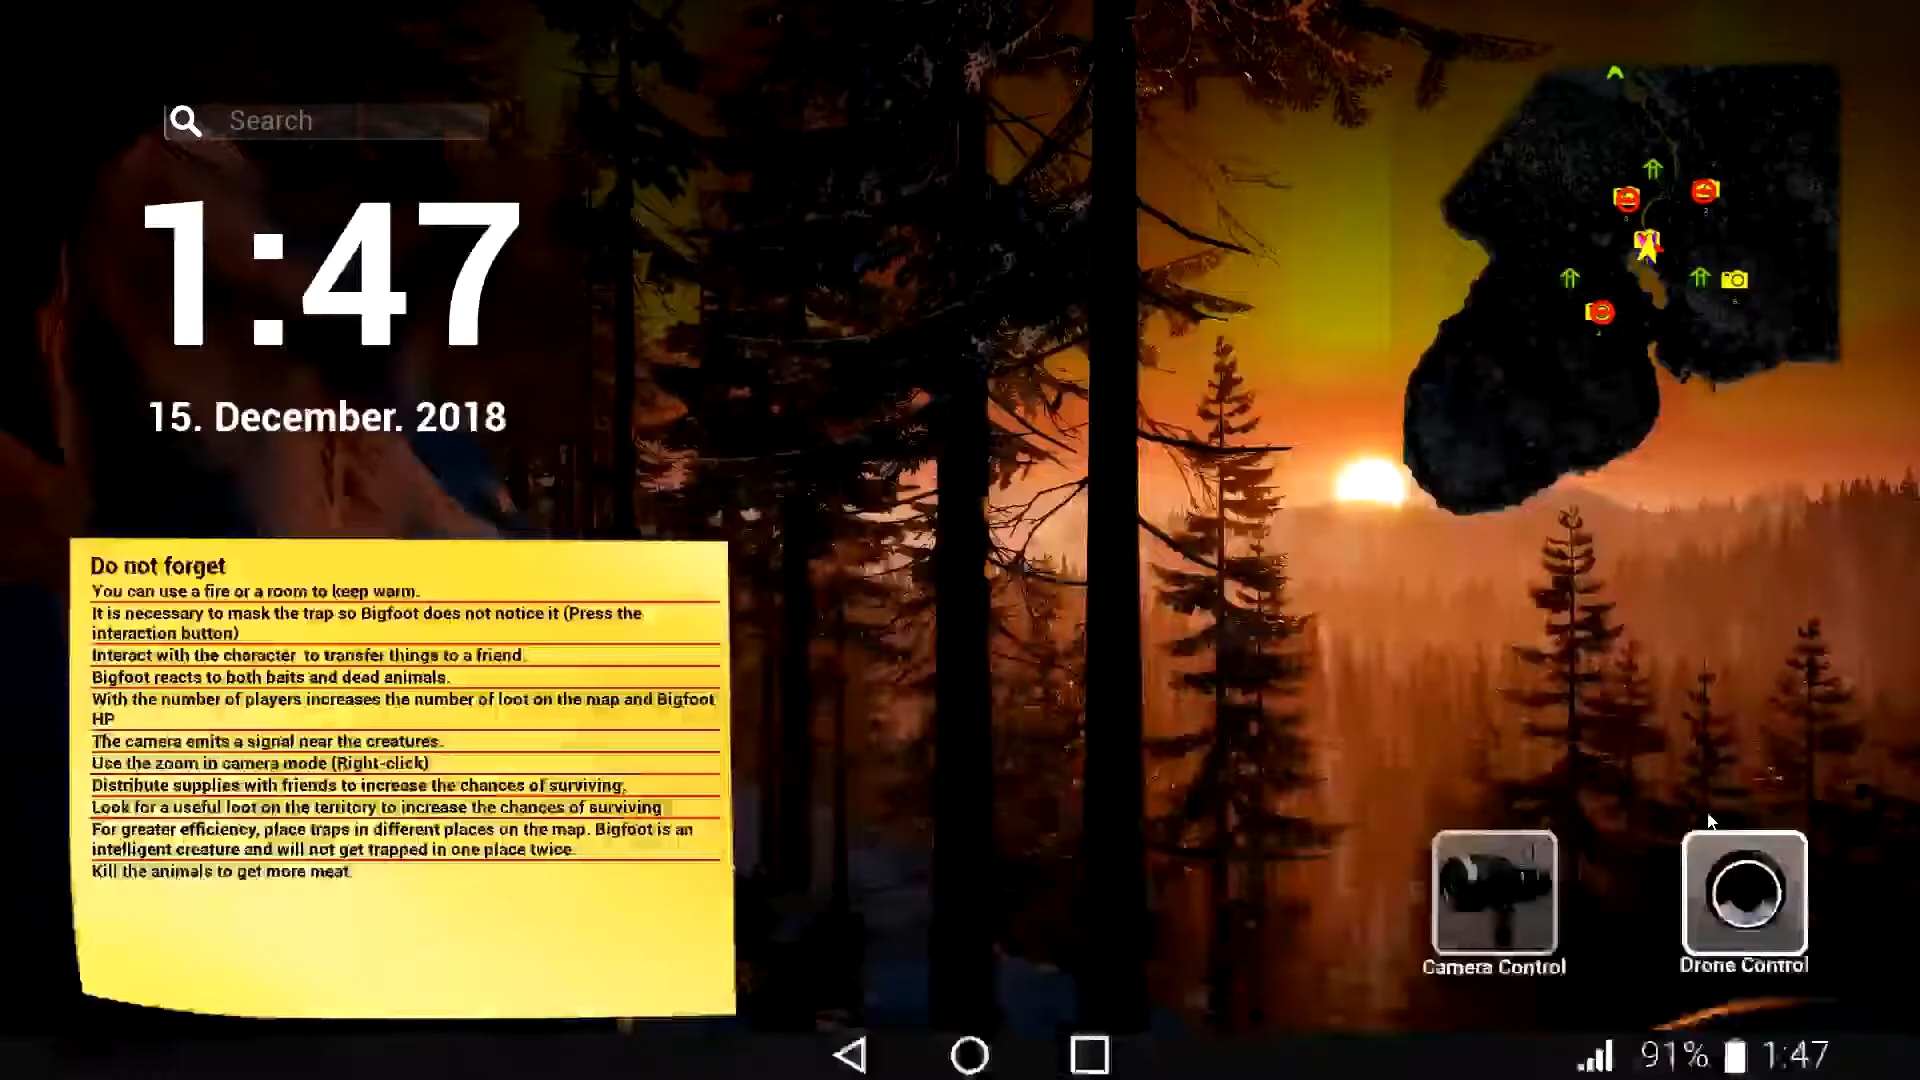 Search
1:47
15. December. 2018
Do not forget
You can use a fire or a room to keep warm.
It is necessary to mask the trap so Bigfoot does not notice it (Press the
interaction button)
Interact with the character to transfer things to a friend.
Bigfoot reacts to both baits and dead animals.
With the number of players increases the number of loot on the map and Bigfoot
HP
The camera emits a signal near the creatures.
Use the zoom in camera mode (Right-click)
Distribute supplies with friends to increase the chances of surviving.
Look for a useful loot on the territory to increase the chances of surviving
For greater efficiency, place traps in different places on the map. Bigfoot is an
intelligent creature and will not get trapped in one place twice.
Kill the animals to get more meat
Camera Control
Drone Control
91% 1:47